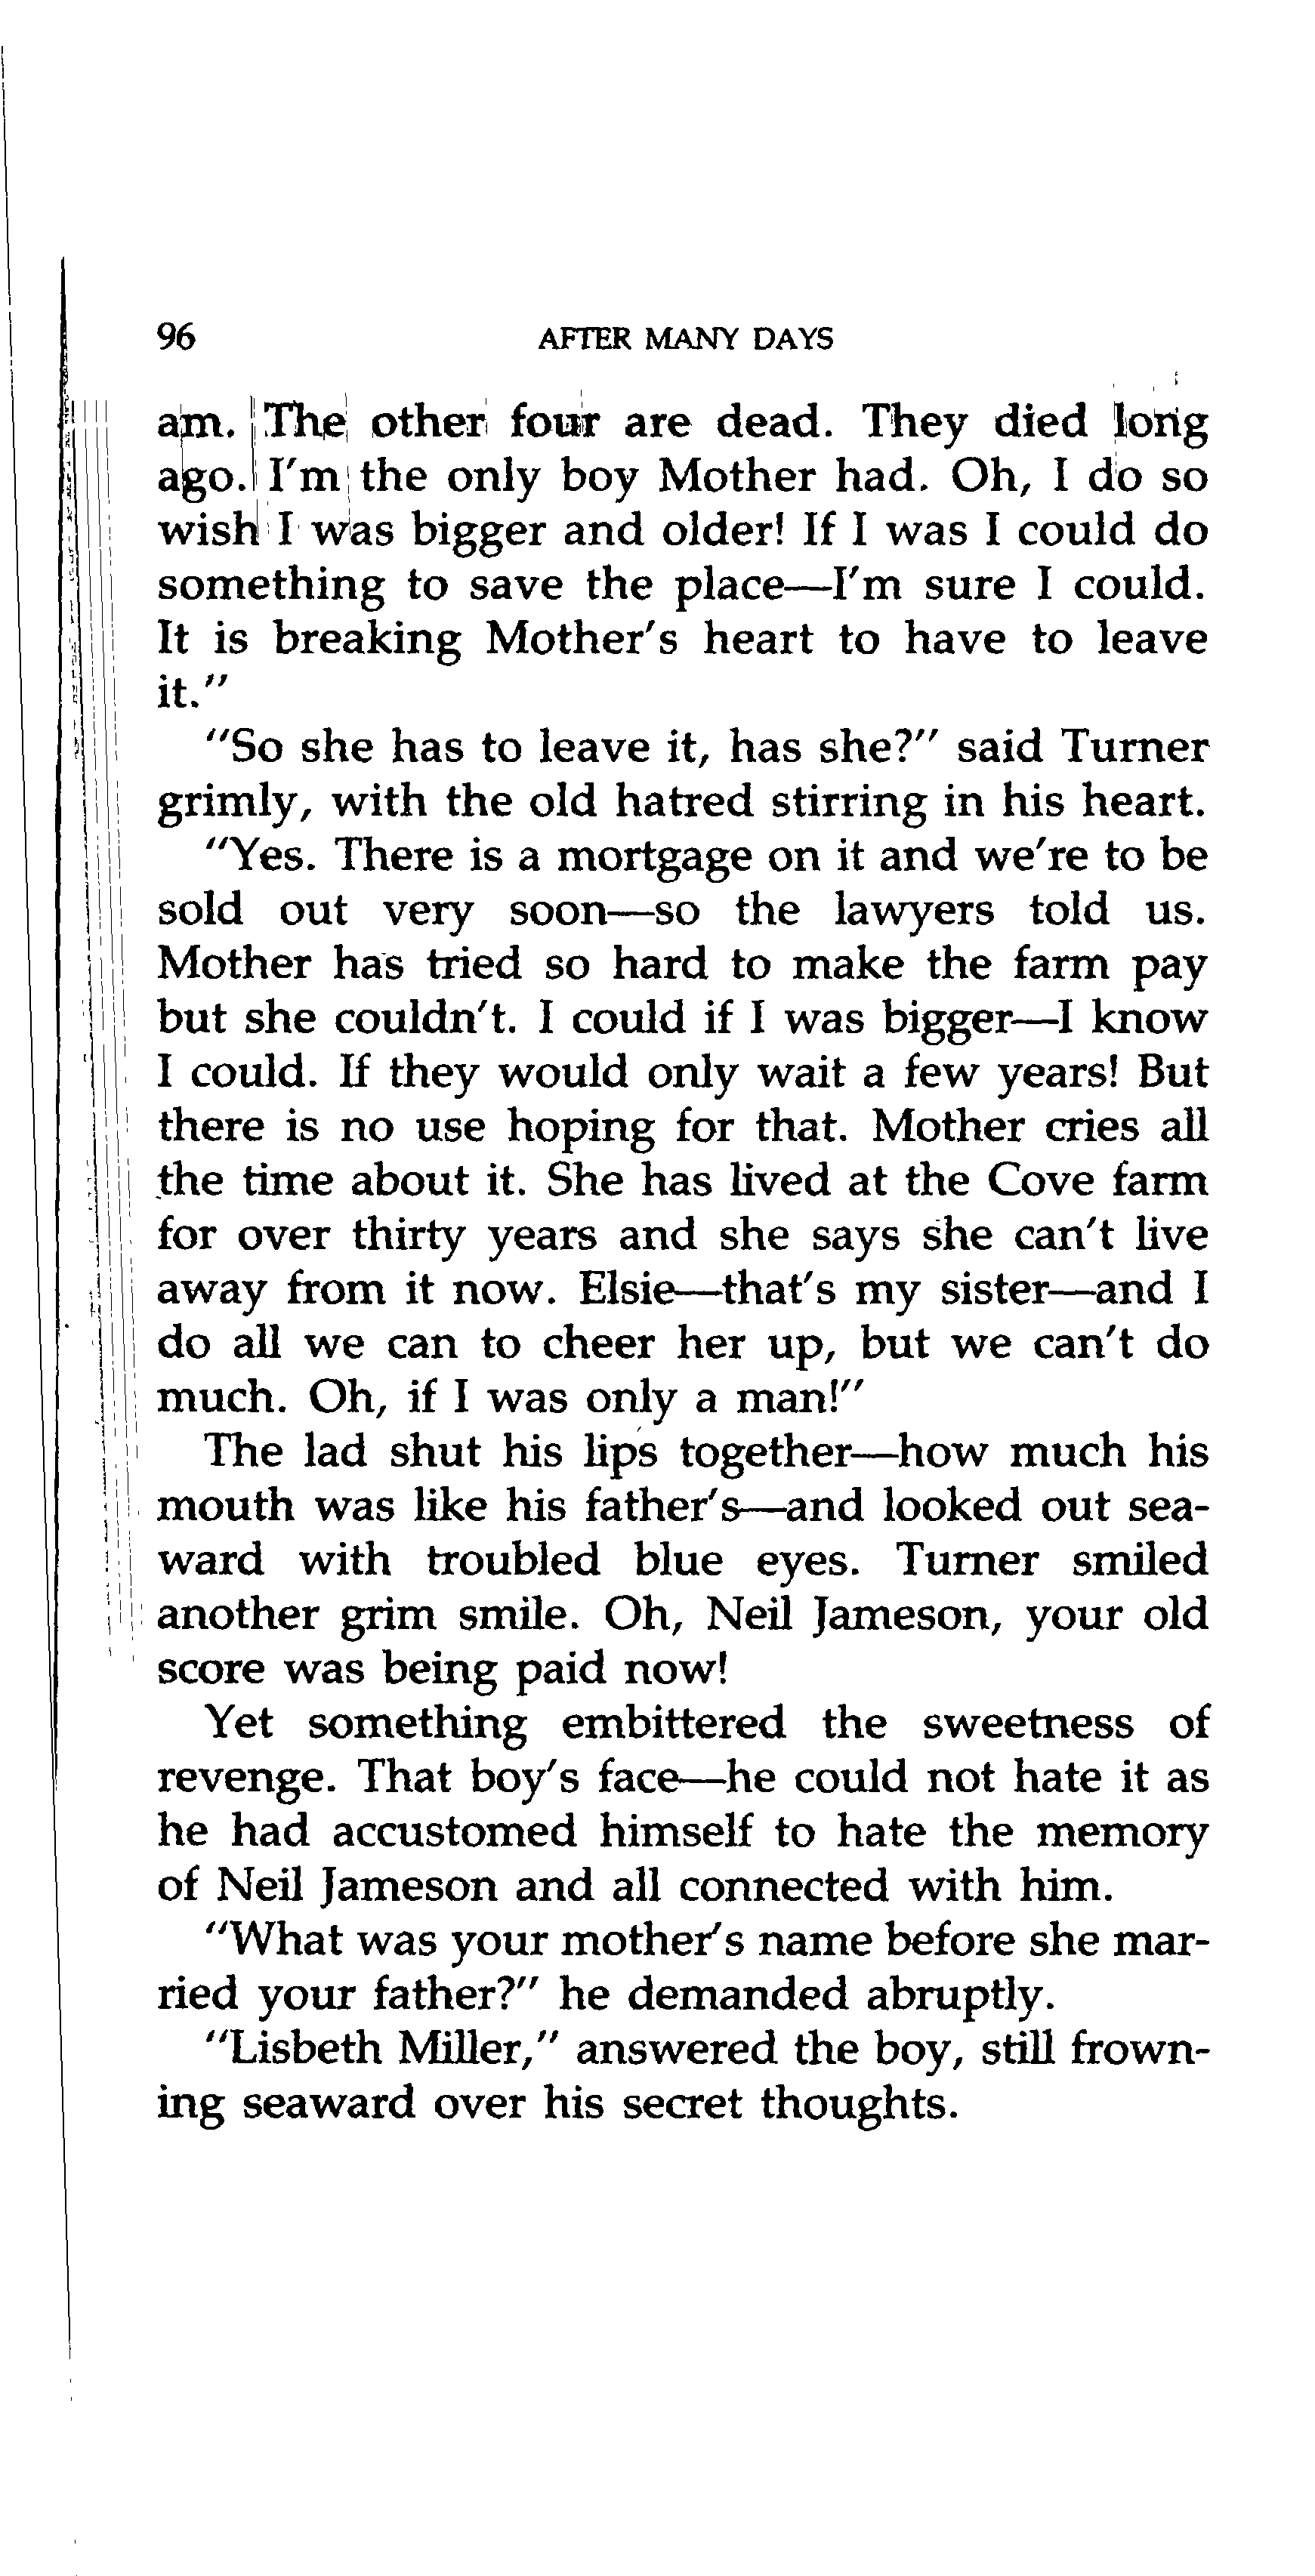 96 AFTER MANY DAYS
am. The other four are dead. They died long
ago. I'm the only boy Mother had. Oh, I do so
wish I was bigger and older! If I was I could do
something to save the place—I'm sure I could.
It is breaking Mother's heart to have to leave
it."
"So she has to leave it, has she?" said Turner
grimly, with the old hatred stirring in his heart.
"Yes. There is a mortgage on it and we're to be
sold out very soon—so the lawyers told us.
Mother has tried so hard to make the farm pay
but she couldn't. I could if I was bigger—I know
I could. If they would only wait a few years! But
there is no use hoping for that. Mother cries all
the time about it. She has lived at the Cove farm
for over thirty years and she says she can't live
away from it now. Elsie—that's my sister—and I
do all we can to cheer her up, but we can't do
much. Oh, if I was only a man!"
The lad shut his lips together—how much his
mouth was like his father's—and looked out sea-
ward with troubled blue eyes. Turner smiled
another grim smile. Oh, Neil Jameson, your old
score was being paid now!
Yet something embittered the sweetness of
revenge. That boy's face—he could not hate it as
he had accustomed himself to hate the memory
of Neil Jameson and all connected with him.
"What was your mother's name before she mar-
ried your father?" he demanded abruptly.
"Lisbeth Miller," answered the boy, still frown-
ing seaward over his secret thoughts.